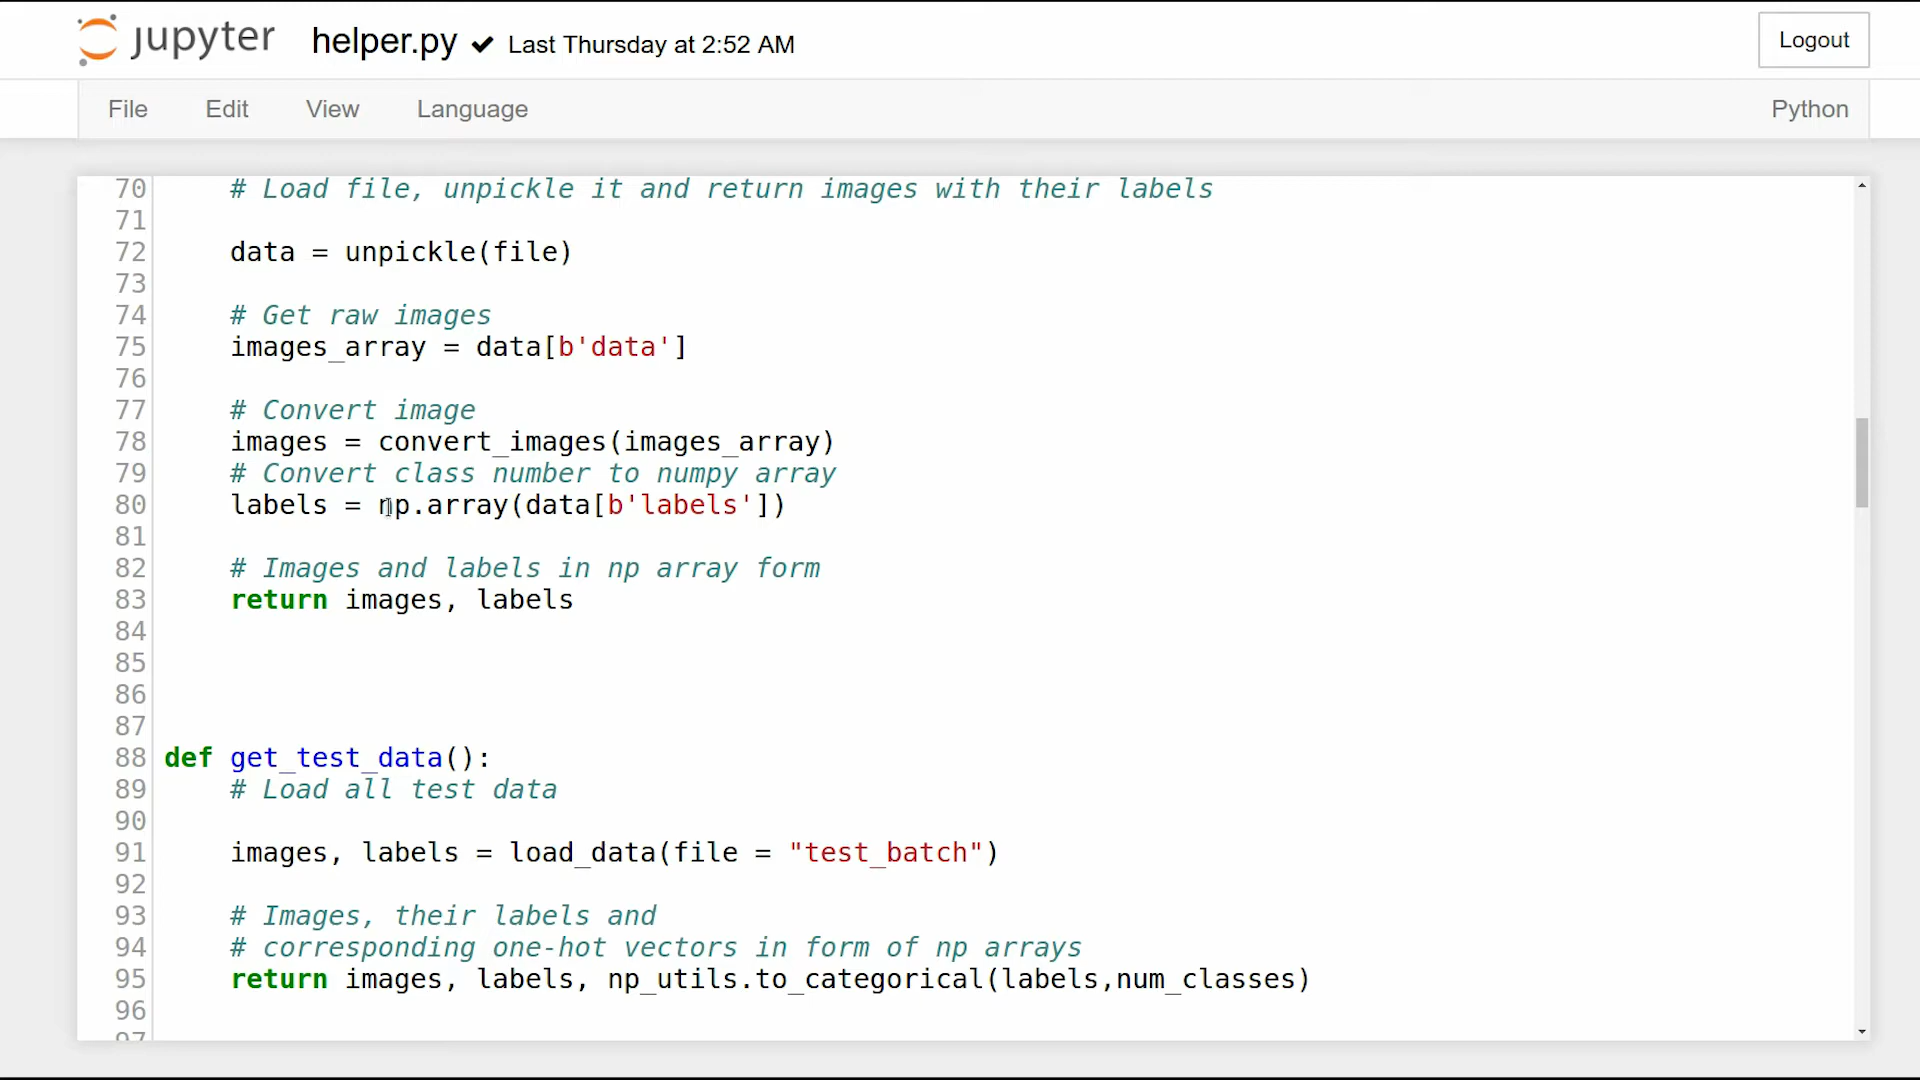 jupyter helper.py ✔ Last Thursday at 2:52 AM Logout
File Edit View Language Python
70 # Load file, unpickle it and return images with their labels
71
72 data = unpickle(file)
73
74 # Get raw images
75 images_array = data[b'data']
76
77 # Convert image
78 images = convert_images(images_array)
79 # Convert class number to numpy array
80 labels = np.array(data[b'labels'])
81
82 # Images and labels in np array form
83 return images, labels
84
85
86
87
88 def get_test_data():
89 # Load all test data
90
91 images, labels = load_data(file = "test_batch")
92
93 # Images, their labels and
94 # corresponding one-hot vectors in form of np arrays
95 return images, labels, np_utils.to_categorical(labels,num_classes)
96
97